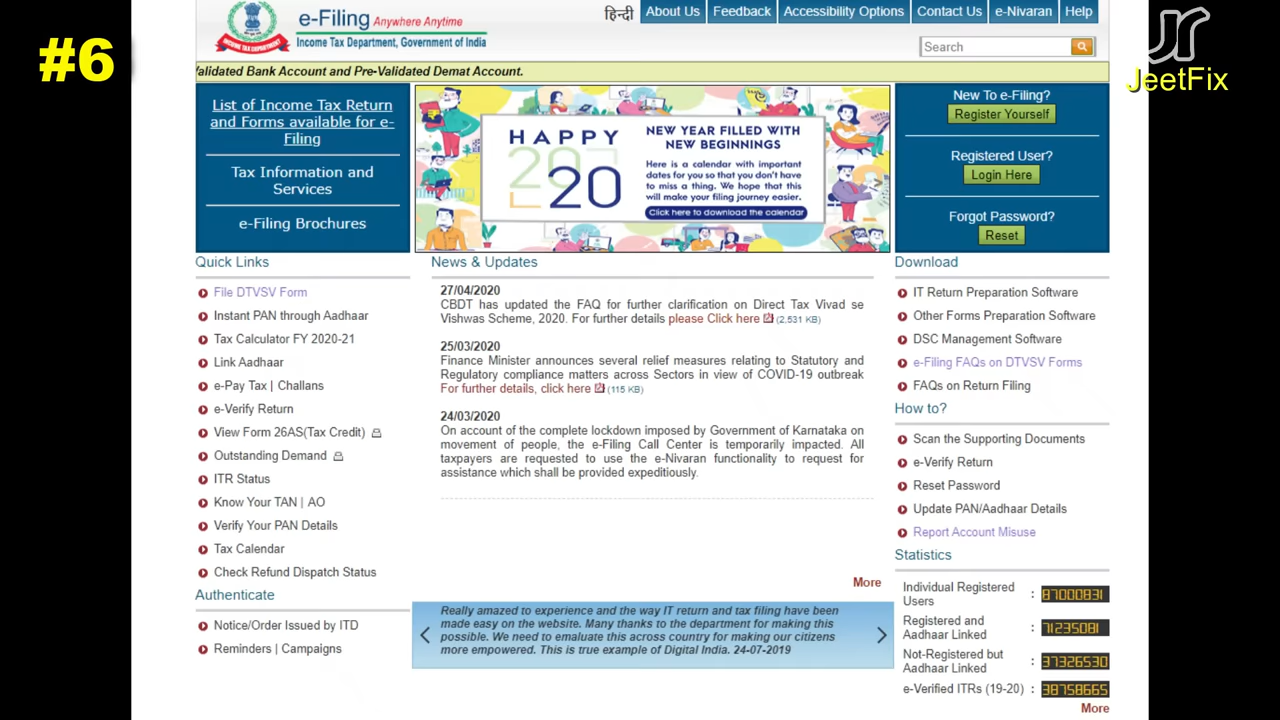 #6
JeetFix
e-Filing Anywhere Anytime
Income Tax Department, Government of India
हिन्दी
About Us
Feedback
Accessibility Options
Contact Us
e-Nivaran
Help
Search
Validated Bank Account and Pre-Validated Demat Account.
List of Income Tax Return
and Forms available for e-
Filing
Tax Information and
Services
e-Filing Brochures
HAPPY
2020
NEW YEAR FILLED WITH
NEW BEGINNINGS
Here is a calendar with important
dates for you so that you don't have
to miss a thing. We hope that this
will make your filing journey easier.
Click here to download the calendar
New To e-Filing?
Register Yourself
Registered User?
Login Here
Forgot Password?
Reset
Quick Links
File DTVSV Form
Instant PAN through Aadhaar
Tax Calculator FY 2020-21
Link Aadhaar
e-Pay Tax | Challans
e-Verify Return
View Form 26AS(Tax Credit)
Outstanding Demand
ITR Status
Know Your TAN | AO
Verify Your PAN Details
Tax Calendar
Check Refund Dispatch Status
Authenticate
Notice/Order Issued by ITD
Reminders | Campaigns
News & Updates
27/04/2020
CBDT has updated the FAQ for further clarification on Direct Tax Vivad se
Vishwas Scheme, 2020. For further details please Click here (2,531 KB)
25/03/2020
Finance Minister announces several relief measures relating to Statutory and
Regulatory compliance matters across Sectors in view of COVID-19 outbreak
For further details, click here (115 KB)
24/03/2020
On account of the complete lockdown imposed by Government of Karnataka on
movement of people, the e-Filing Call Center is temporarily impacted. All
taxpayers are requested to use the e-Nivaran functionality to request for
assistance which shall be provided expeditiously.
More
Really amazed to experience and the way IT return and tax filing have been
made easy on the website. Many thanks to the department for making this
possible. We need to emaluate this across country for making our citizens
more empowered. This is true example of Digital India. 24-07-2019
Download
IT Return Preparation Software
Other Forms Preparation Software
DSC Management Software
e-Filing FAQs on DTVSV Forms
FAQs on Return Filing
How to?
Scan the Supporting Documents
e-Verify Return
Reset Password
Update PAN/Aadhaar Details
Report Account Misuse
Statistics
Individual Registered
Users : 87000831
Registered and
Aadhaar Linked : 71235081
Not-Registered but
Aadhaar Linked : 37326530
e-Verified ITRs (19-20) : 38758665
More